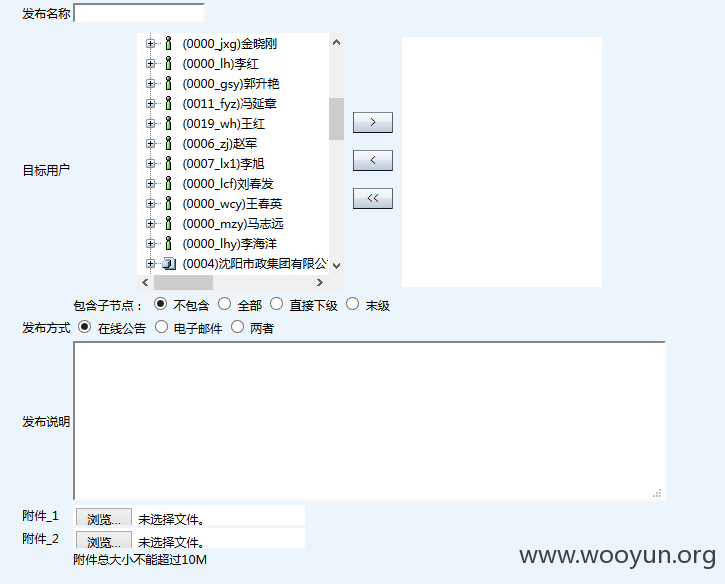 发布名称
目标用户
(0000_jxg)金晓刚
(0000_lh)李红
(0000_gsy)郭升艳
(0011_fyz)冯延章
(0019_wh)王红
(0006_zj)赵军
(0007_lx1)李旭
(0000_lcf)刘春发
(0000_wcy)王春英
(0000_mzy)马志远
(0000_lhy)李海洋
(0004)沈阳市政集团有限公
>
<
<<
包含子节点： 不包含 全部 直接下级 末级
发布方式 在线公告 电子邮件 两者
发布说明
附件_1 浏览... 未选择文件。
附件_2 浏览... 未选择文件。
附件总大小不能超过10M
www.wooyun.org